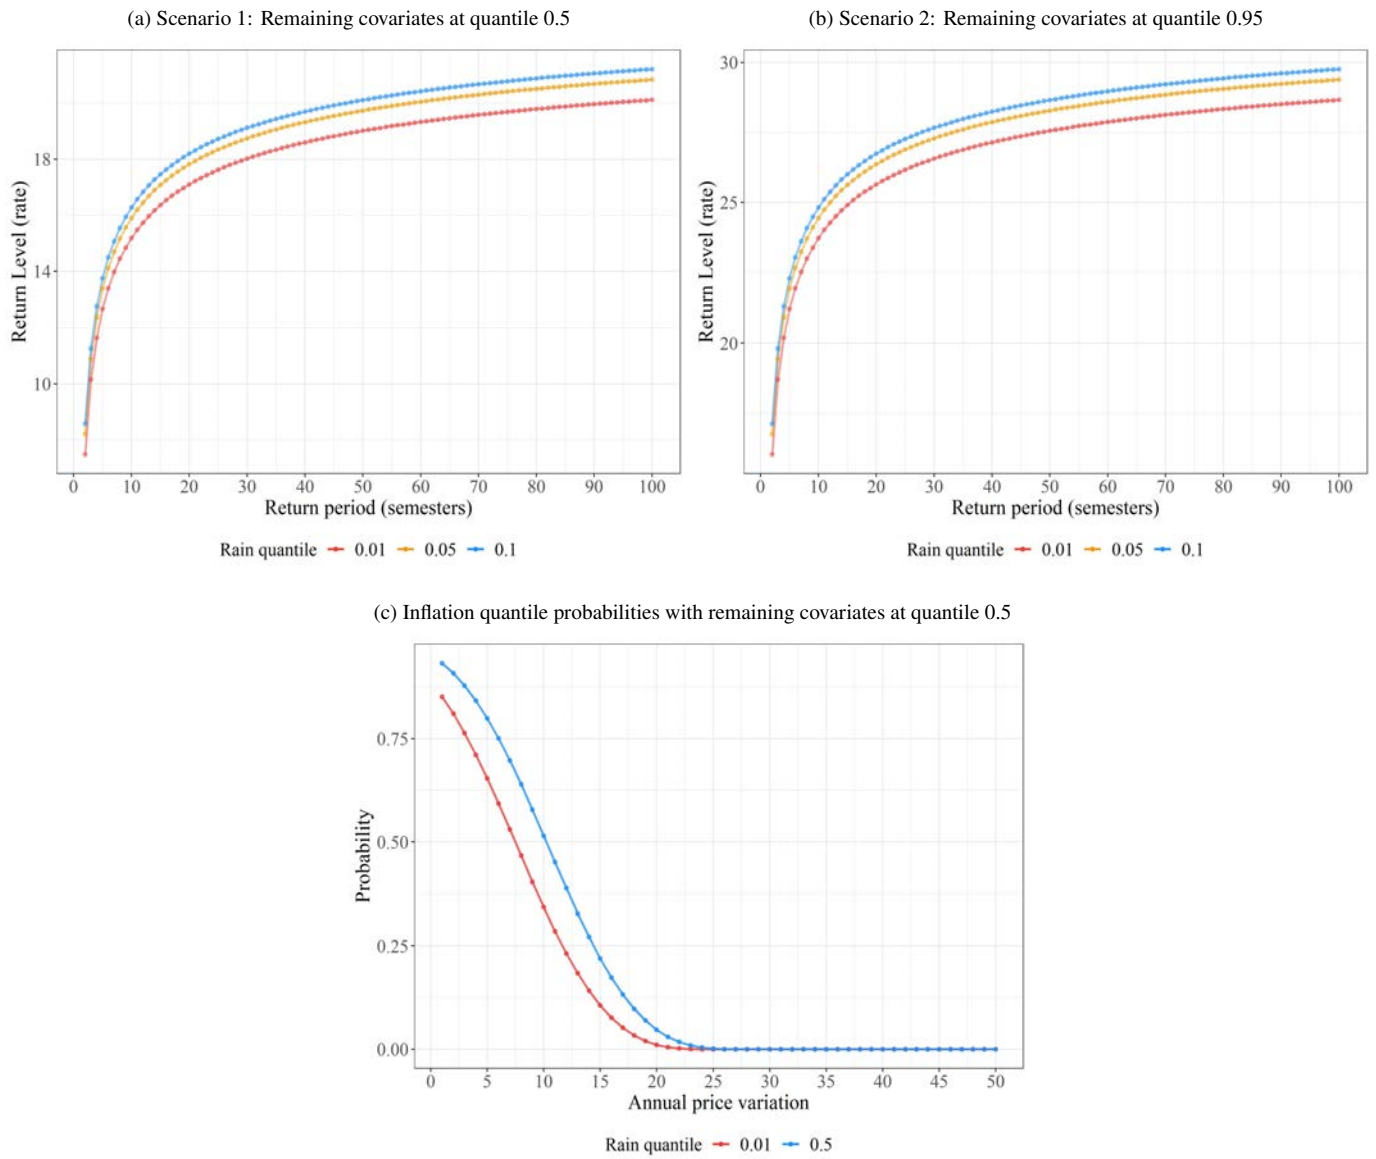 (a) Scenario 1: Remaining covariates at quantile 0.5
18
14
10
Return Level (rate)
0 10 20 30 40 50 60 70 80 90 100
Return period (semesters)
Rain quantile 0.01 0.05 0.1
(b) Scenario 2: Remaining covariates at quantile 0.95
30
25
20
Return Level (rate)
0 10 20 30 40 50 60 70 80 90 100
Return period (semesters)
Rain quantile 0.01 0.05 0.1
(c) Inflation quantile probabilities with remaining covariates at quantile 0.5
0.75
0.50
0.25
0.00
Probability
0 5 10 15 20 25 30 35 40 45 50
Annual price variation
Rain quantile 0.01 0.5